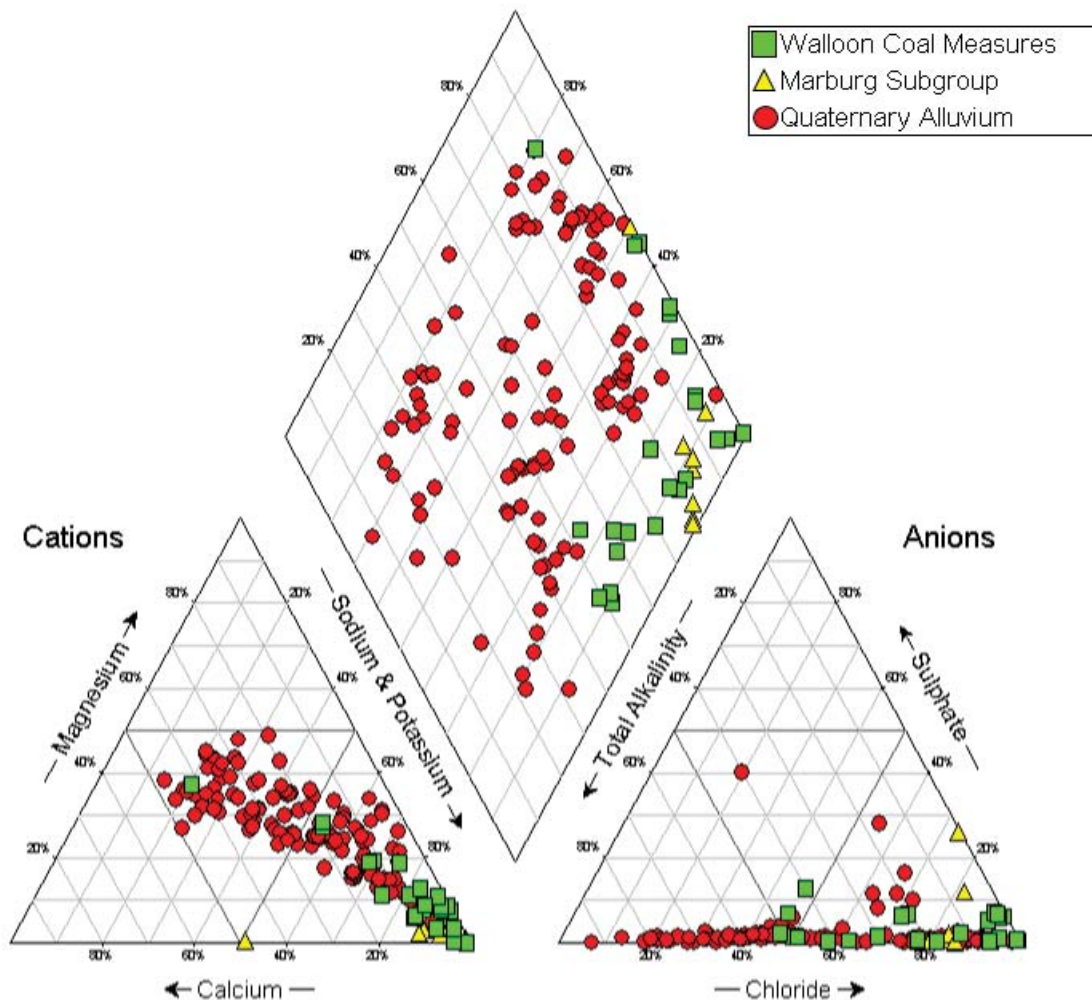 Walloon Coal Measures
Marburg Subgroup
Quaternary Alluvium
80%
80%
60%
60%
40%
40%
20%
20%
Cations
Anions
Magnesium
Sodium & Potassium
Total Alkalinity
Sulphate
80%
20%
60%
40%
40%
60%
20%
80%
80%
60%
40%
20%
Calcium
80%
20%
60%
40%
40%
60%
20%
80%
20%
40%
60%
80%
Chloride